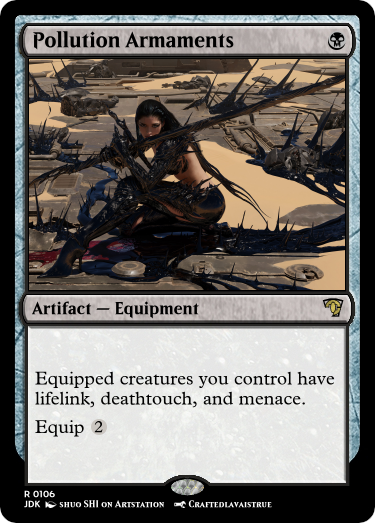 Pollution Armaments
Artifact — Equipment
Equipped creatures you control have
lifelink, deathtouch, and menace.
Equip 2
R 0106
JDK shuo SHI on Artstation Craftedlavaistrue